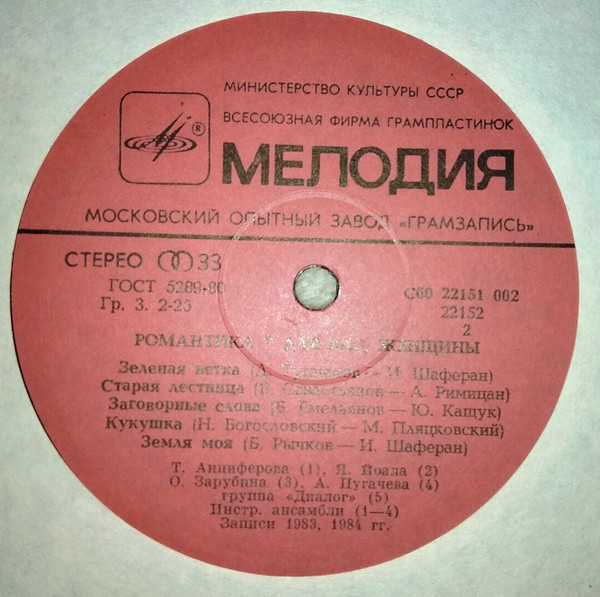 МИНИСТЕРСТВО КУЛЬТУРЫ СССР
ВСЕСОЮЗНАЯ ФИРМА ГРАМПЛАСТИНОК
®
МЕЛОДИЯ
МОСКОВСКИЙ ОПЫТНЫЙ ЗАВОД «ГРАМЗАПИСЬ»
СТЕРЕО 33
ГОСТ 5289-80
Гр. 3. 2-25
С60 22151 002
22152
2
РОМАНТИКА ЖЕНЩИНЫ
Зеленая ветка И. Шаферан)
Старая лестница А. Римицан)
Заговорные слова (Б. Емельянов — Ю. Кащук)
Кукушка (Н. Богословский — М. Пляцковский)
Земля моя (Б. Рычков — И. Шаферан)
Т. Анциферова (1), Я. Йоала (2)
О. Зарубина (3), А. Пугачева (4)
группа «Диалог» (5)
Инстр. ансамбли (1—4)
Записи 1983, 1984 гг.